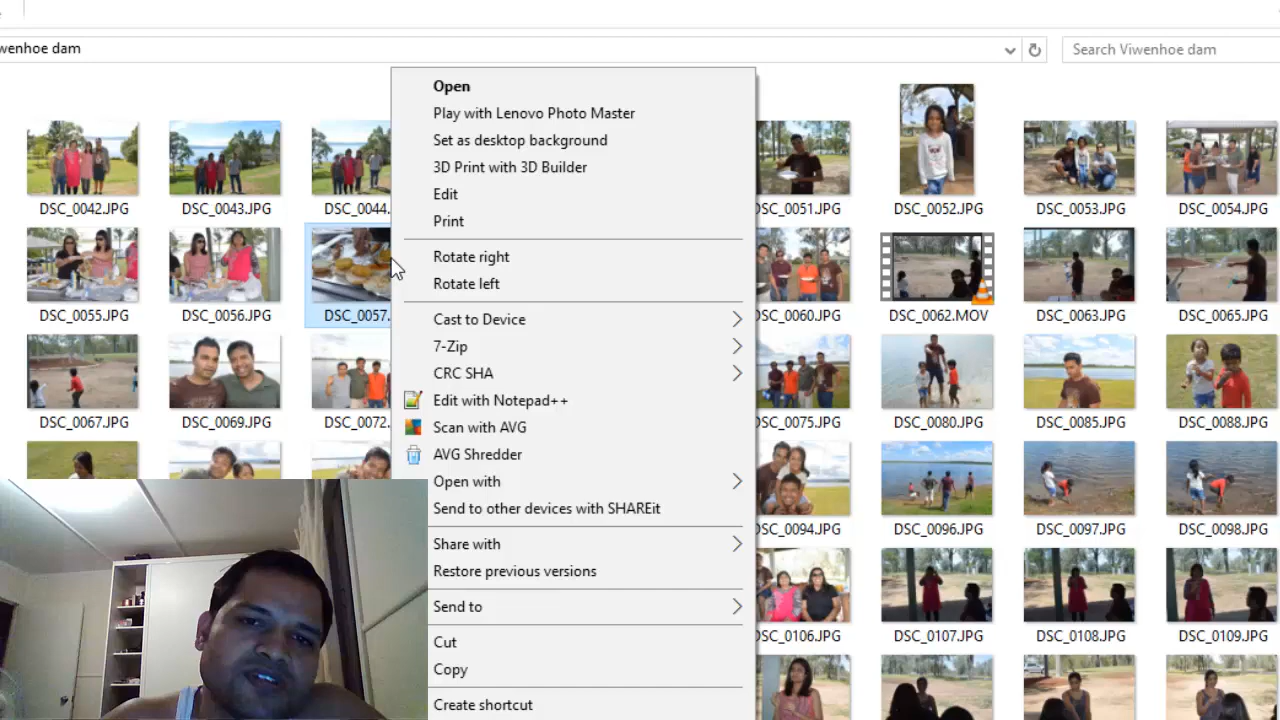 wenhoe dam
Search Viwenhoe dam
Open
Play with Lenovo Photo Master
Set as desktop background
3D Print with 3D Builder
Edit
Print
Rotate right
Rotate left
Cast to Device
7-Zip
CRC SHA
Edit with Notepad++
Scan with AVG
AVG Shredder
Open with
Send to other devices with SHAREit
Share with
Restore previous versions
Send to
Cut
Copy
Create shortcut
DSC_0042.JPG
DSC_0043.JPG
DSC_0044.
DSC_0051.JPG
DSC_0052.JPG
DSC_0053.JPG
DSC_0054.JPG
DSC_0055.JPG
DSC_0056.JPG
DSC_0057.
DSC_0060.JPG
DSC_0062.MOV
DSC_0063.JPG
DSC_0065.JPG
DSC_0067.JPG
DSC_0069.JPG
DSC_0072.
DSC_0075.JPG
DSC_0080.JPG
DSC_0085.JPG
DSC_0088.JPG
DSC_0094.JPG
DSC_0096.JPG
DSC_0097.JPG
DSC_0098.JPG
DSC_0106.JPG
DSC_0107.JPG
DSC_0108.JPG
DSC_0109.JPG